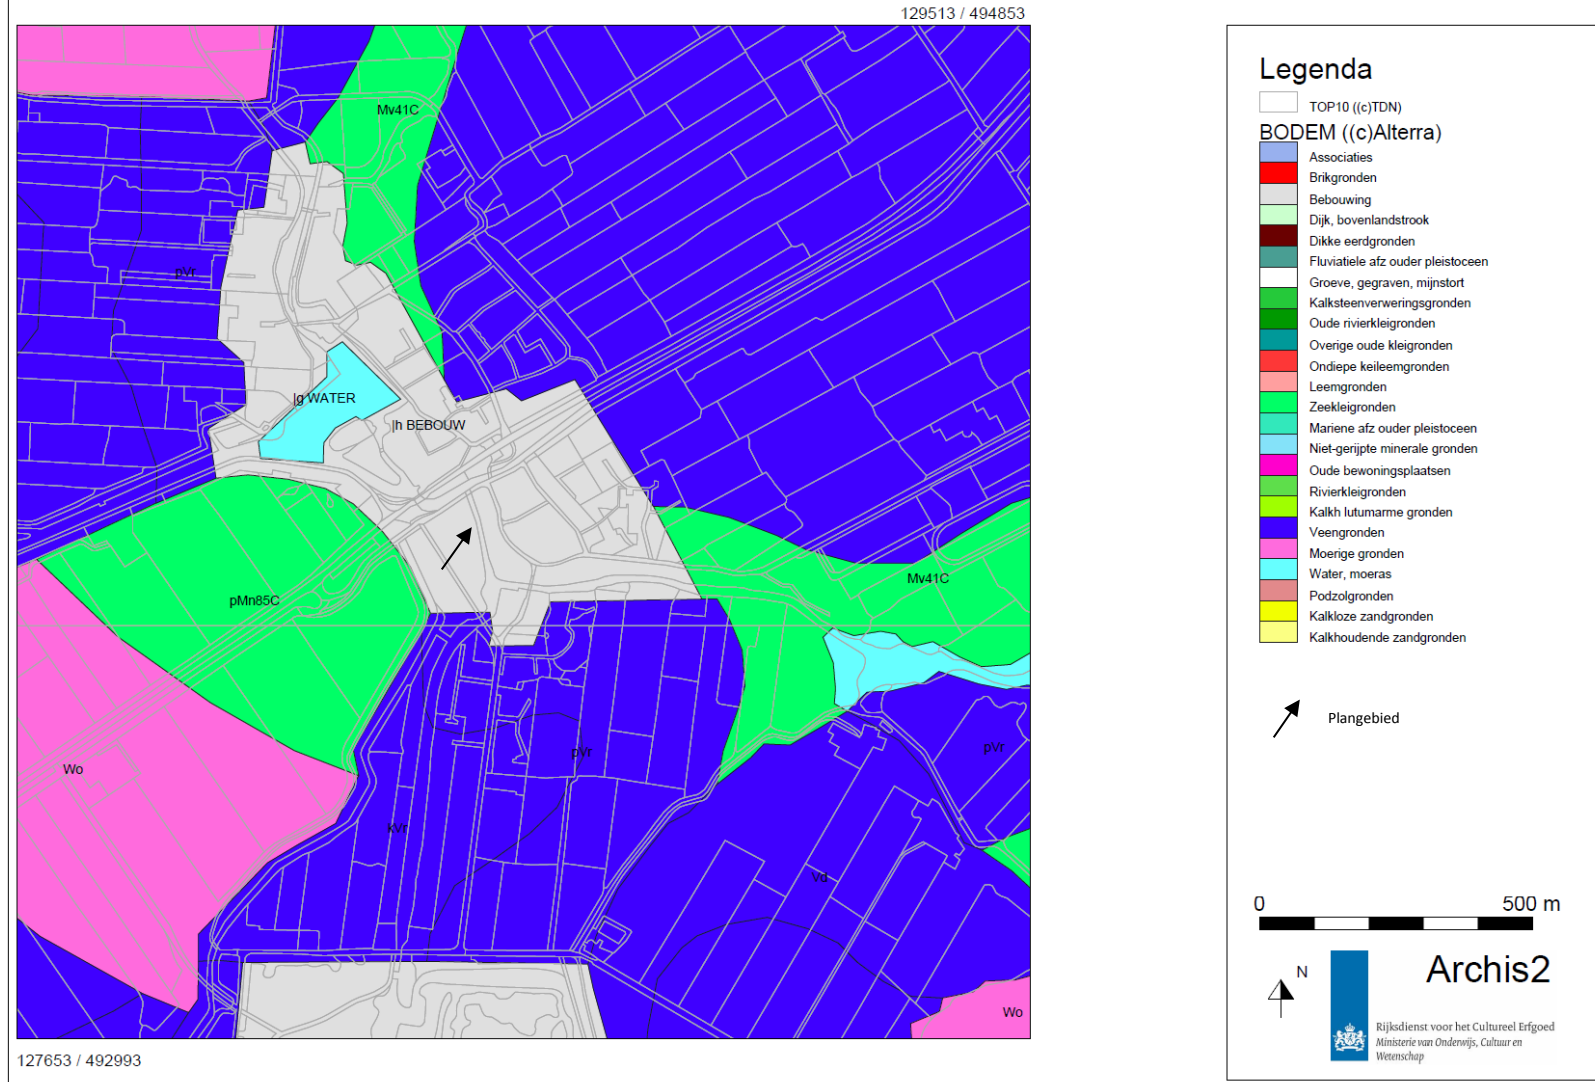 129513 / 494853
Mv41C
pVr
|g WATER
|h BEBOUW
Mv41C
pMn85C
Wo
pVr
pVr
kVr
Vd
Wo
127653 / 492993
Legenda
TOP10 ((c)TDN)
BODEM ((c)Alterra)
Associaties
Brikgronden
Bebouwing
Dijk, bovenlandstrook
Dikke eerdgronden
Fluviatiele afz ouder pleistoceen
Groeve, gegraven, mijnstort
Kalksteenverweringsgronden
Oude rivierkleigronden
Overige oude kleigronden
Ondiepe keileemgronden
Leemgronden
Zeekleigronden
Mariene afz ouder pleistoceen
Niet-gerijpte minerale gronden
Oude bewoningsplaatsen
Rivierkleigronden
Kalkh lutumarme gronden
Veengronden
Moerige gronden
Water, moeras
Podzolgronden
Kalkloze zandgronden
Kalkhoudende zandgronden
Plangebied
0 500 m
N
Archis2
Rijksdienst voor het Cultureel Erfgoed
Ministerie van Onderwijs, Cultuur en
Wetenschap